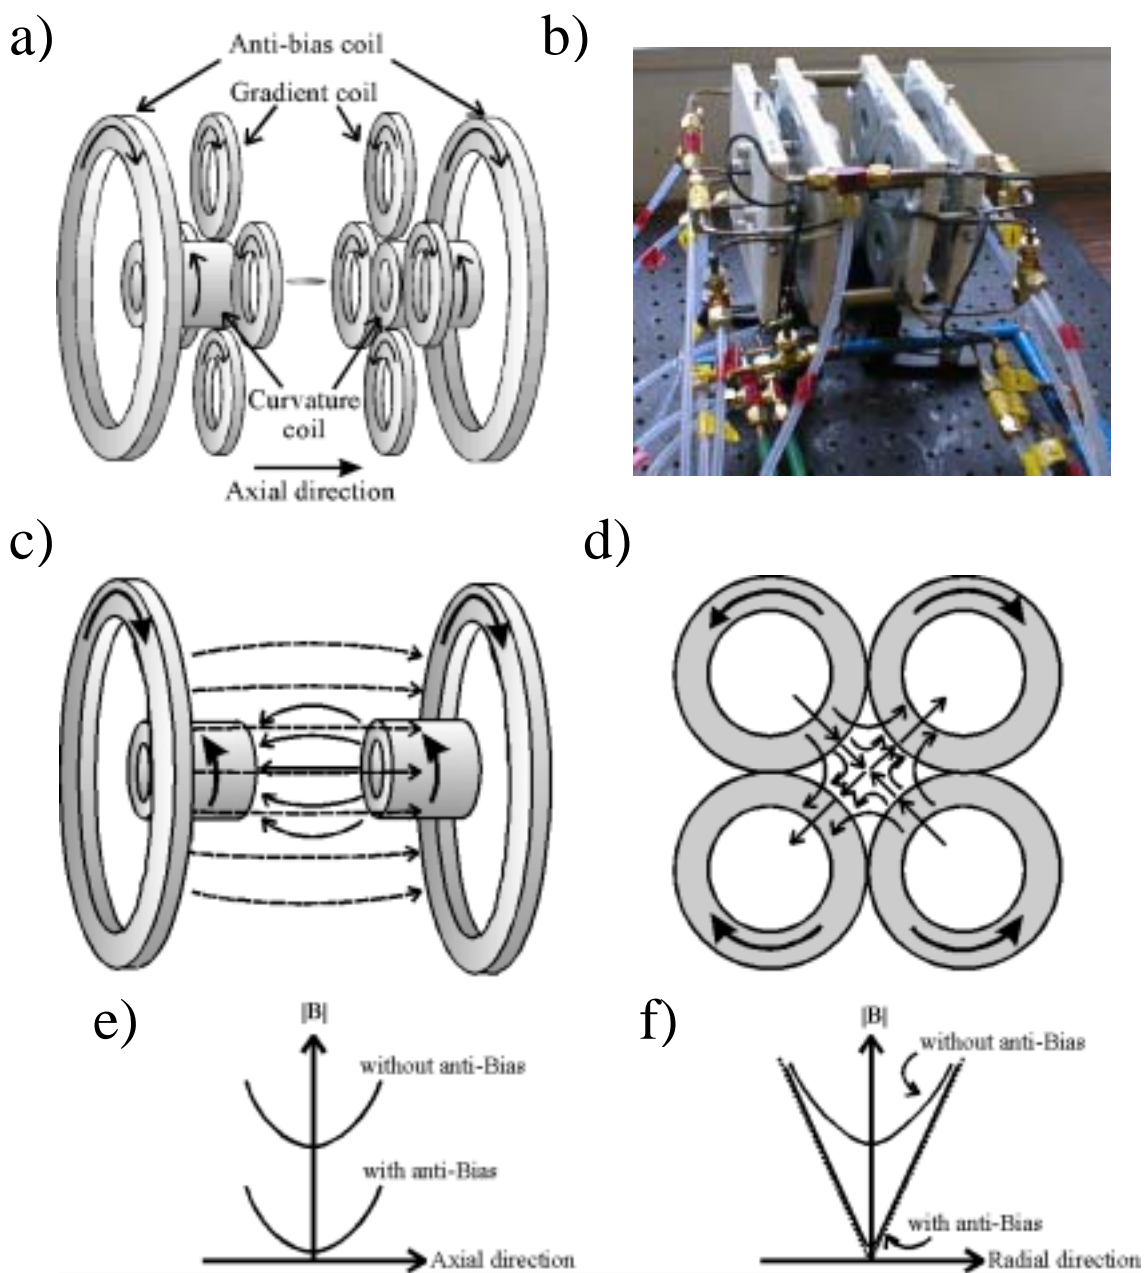 a)
Anti-bias coil
Gradient coil
Curvature
coil
Axial direction
b)
c)
d)
e)
|B|
without anti-Bias
with anti-Bias
Axial direction
f)
|B|
without anti-Bias
with anti-Bias
Radial direction